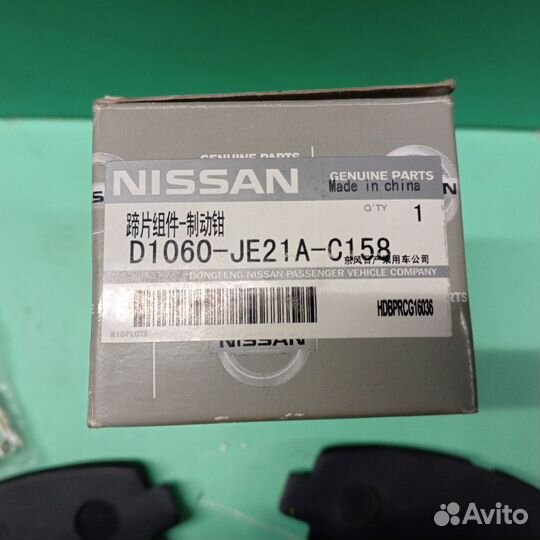 GENUINE PARTS
NISSAN
GENUINE PARTS
Made in china
Q'TY
1
蹄片组件-制动钳
D1060-JE21A-C158
东风日产乘用车公司
DONGFENG NISSAN PASSENGER VEHICLE COMPANY
HDBPRCG16036
PARTS
NISSAN
Avito